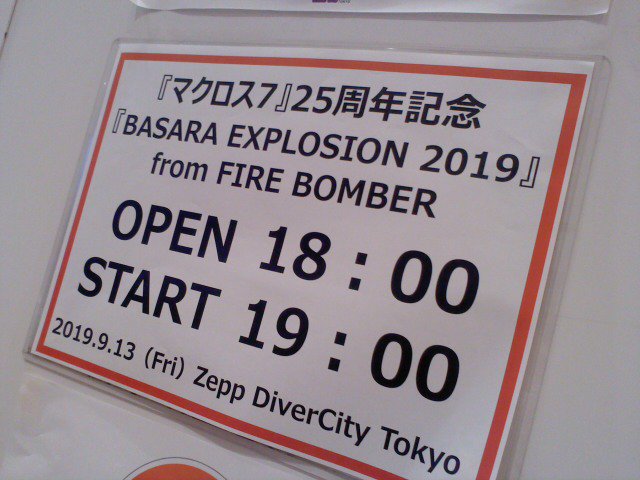 『マクロス7』25周年記念
『BASARA EXPLOSION 2019』
from FIRE BOMBER
OPEN 18：00
START 19：00
2019.9.13（Fri）Zepp DiverCity Tokyo